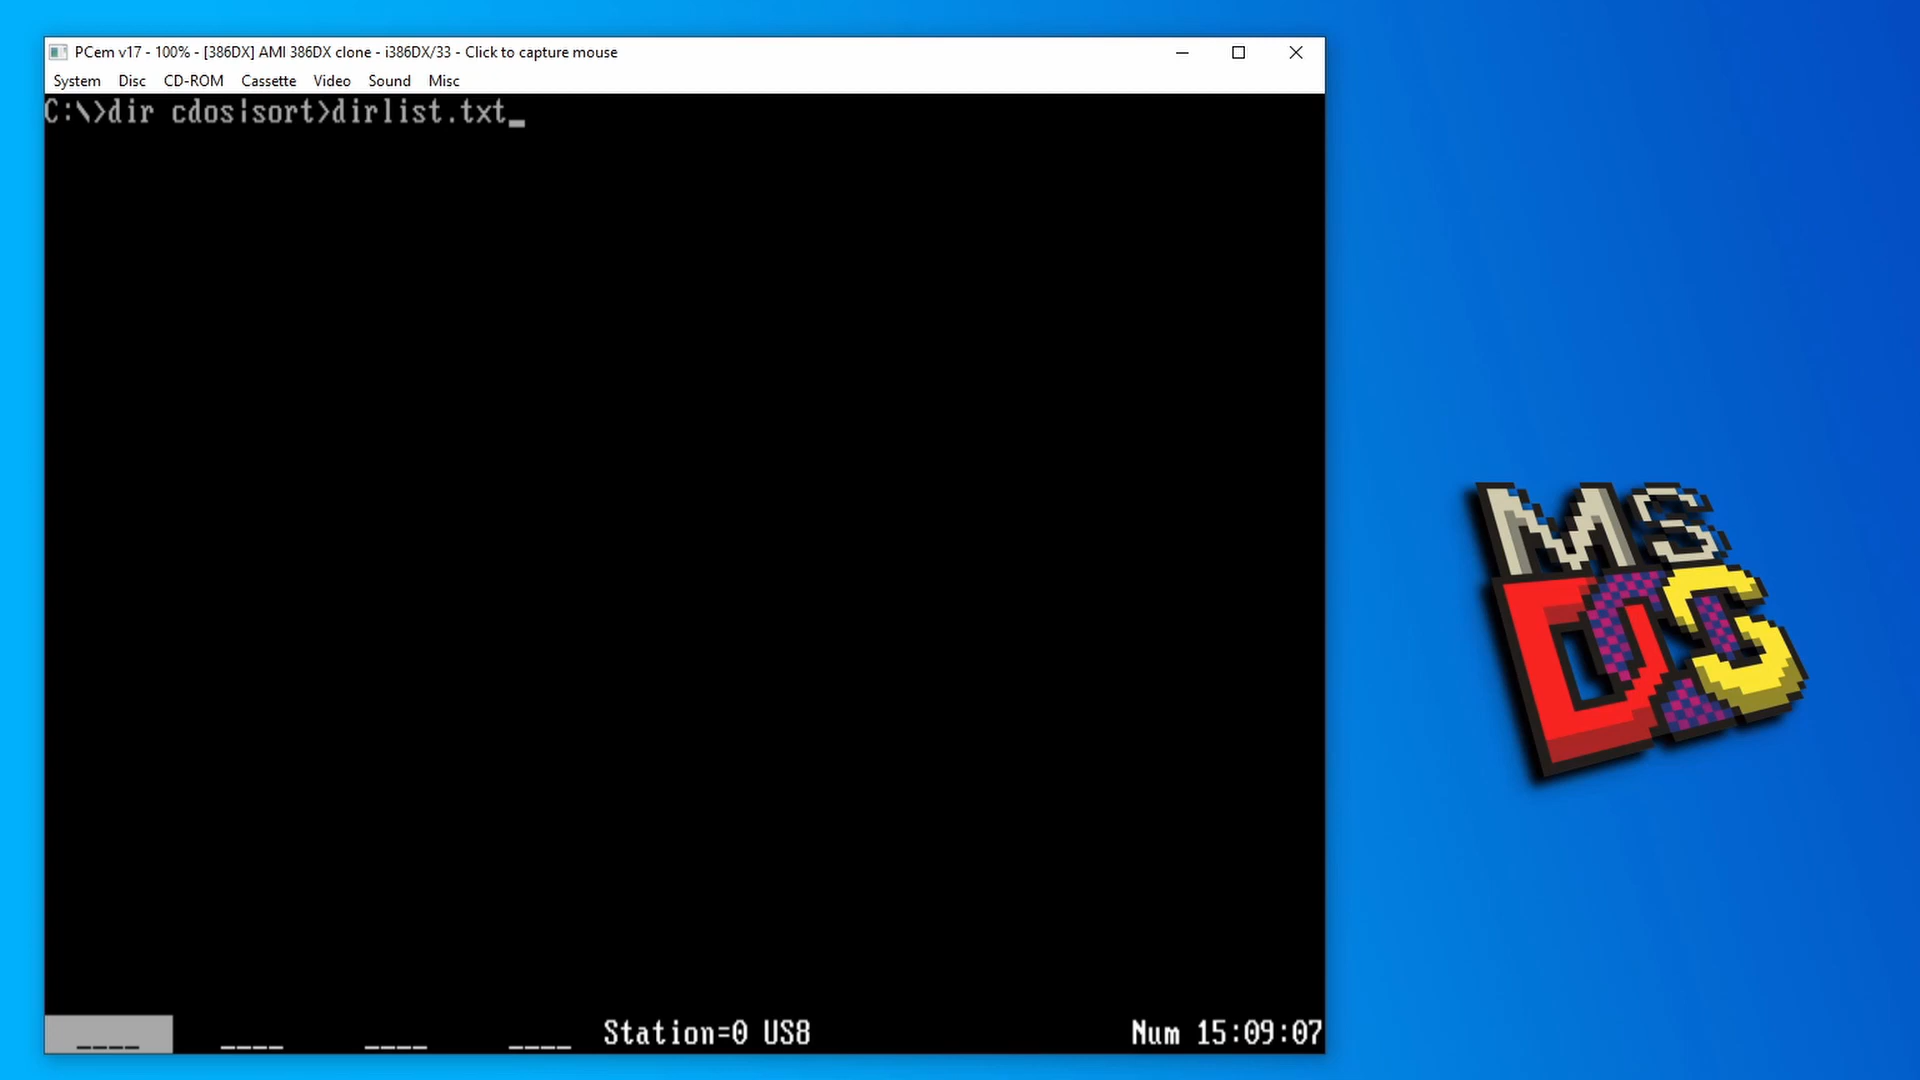 PCem v17 - 100% - [386DX] AMI 386DX clone - i386DX/33 - Click to capture mouse
System Disc CD-ROM Cassette Video Sound Misc
C:\>dir cdos|sort>dirlist.txt_
____ ____ ____ ____ Station=0 US8 Num 15:09:07
MS
DOS